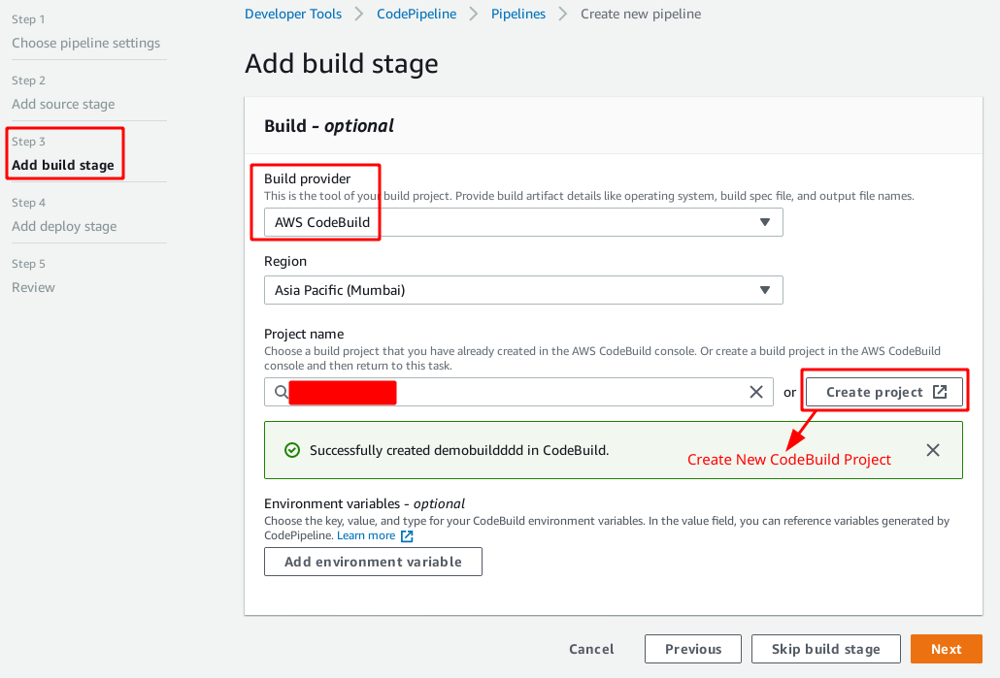 Step 1
Choose pipeline settings
Step 2
Add source stage
Step 3
Add build stage
Step 4
Add deploy stage
Step 5
Review
Developer Tools > CodePipeline > Pipelines > Create new pipeline
Add build stage
Build - optional
Build provider
This is the tool of your build project. Provide build artifact details like operating system, build spec file, and output file names.
AWS CodeBuild
Region
Asia Pacific (Mumbai)
Project name
Choose a build project that you have already created in the AWS CodeBuild console. Or create a build project in the AWS CodeBuild
console and then return to this task.
or Create project
Successfully created demobuildddd in CodeBuild.
Create New CodeBuild Project
Environment variables - optional
Choose the key, value, and type for your CodeBuild environment variables. In the value field, you can reference variables generated by
CodePipeline. Learn more
Add environment variable
Cancel Previous Skip build stage Next